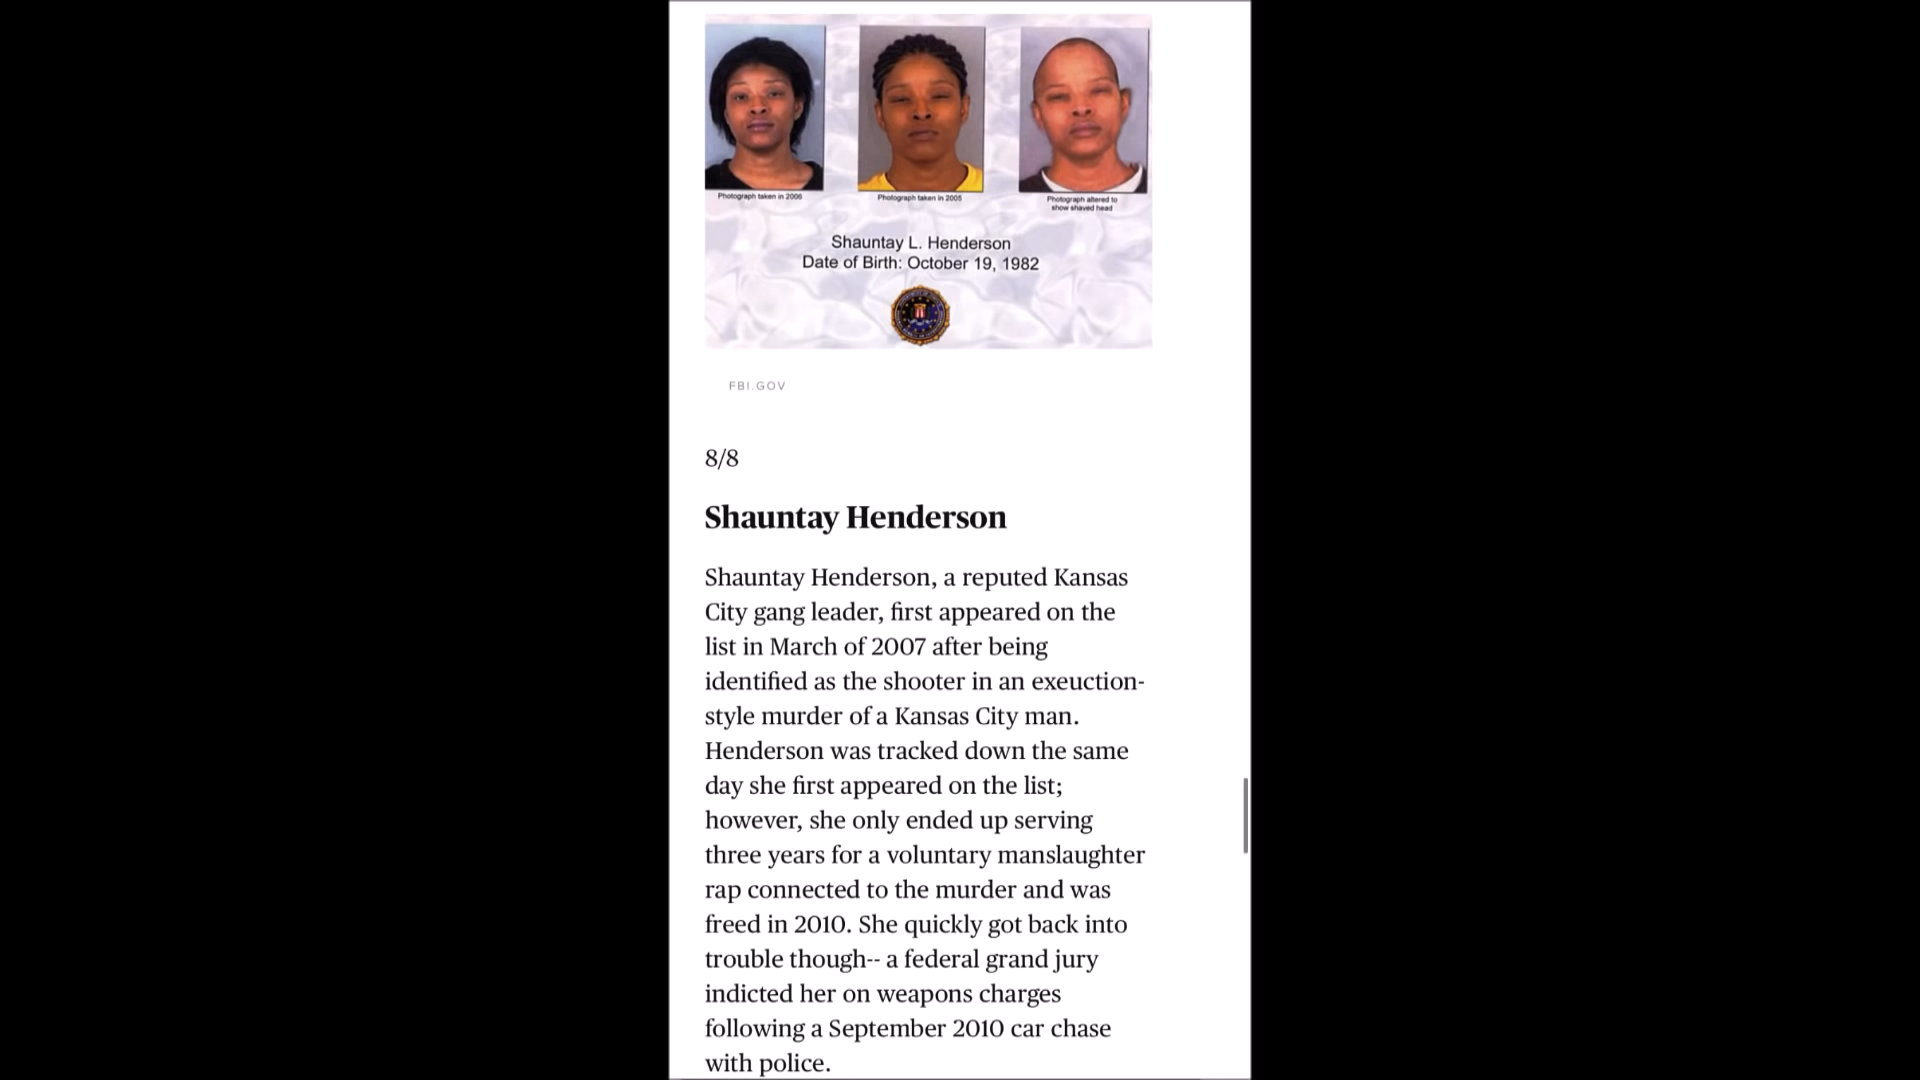 Photograph taken in 2006
Photograph taken in 2005
Photograph altered to
show shaved head
Shauntay L. Henderson
Date of Birth: October 19, 1982
FBI.GOV
8/8
Shauntay Henderson
Shauntay Henderson, a reputed Kansas
City gang leader, first appeared on the
list in March of 2007 after being
identified as the shooter in an exeuction-
style murder of a Kansas City man.
Henderson was tracked down the same
day she first appeared on the list;
however, she only ended up serving
three years for a voluntary manslaughter
rap connected to the murder and was
freed in 2010. She quickly got back into
trouble though-- a federal grand jury
indicted her on weapons charges
following a September 2010 car chase
with police.